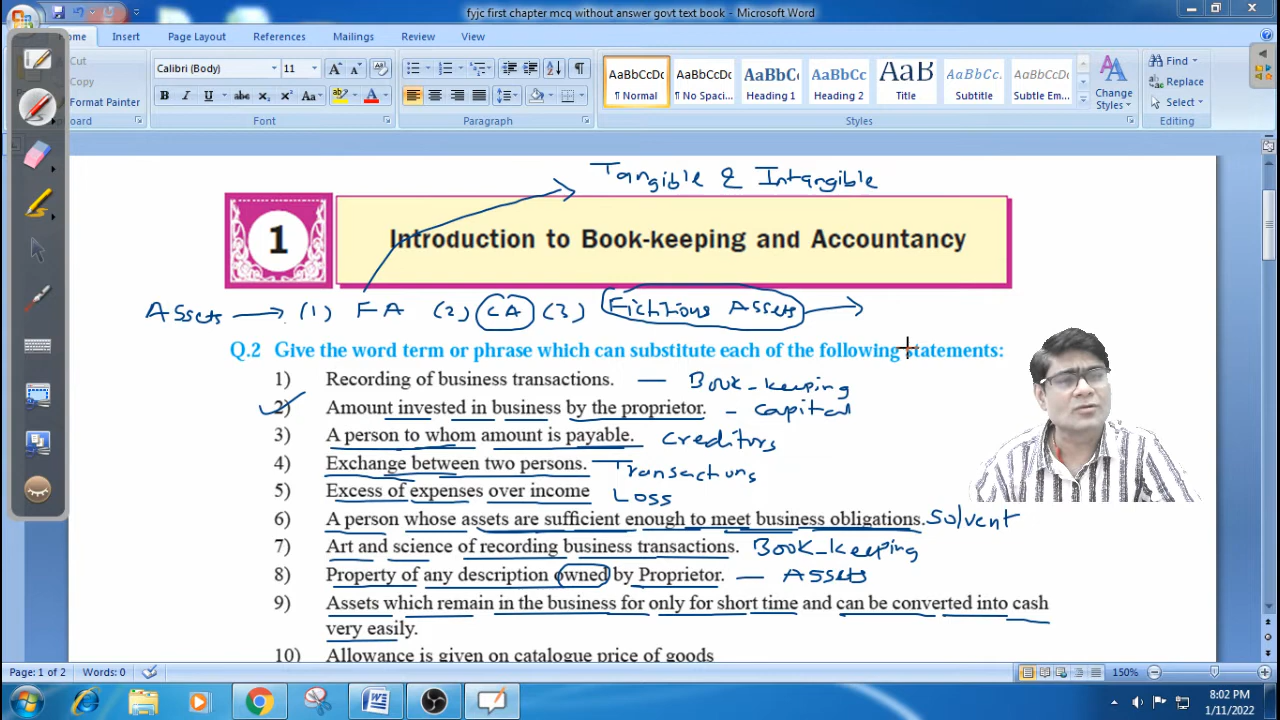 fyjc first chapter mcq without answer govt text book - Microsoft Word
Home Insert Page Layout References Mailings Review View
Cut
Copy
Format Painter
Clipboard
Calibri (Body) 11
Font
Paragraph
AaBbCcDc ¶ Normal
AaBbCcDc ¶ No Spaci...
AaBbC Heading 1
AaBbCc Heading 2
AaB Title
AaBbCc Subtitle
AaBbCcDc Subtle Em...
Change Styles
Styles
Find
Replace
Select
Editing
Tangible & Intangible
1 Introduction to Book-keeping and Accountancy
Assets (1) FA (2) CA (3) Fictitious Assets
Q.2 Give the word term or phrase which can substitute each of the following statements:
1) Recording of business transactions. — Book-keeping
2) Amount invested in business by the proprietor. - Capital
3) A person to whom amount is payable. Creditors
4) Exchange between two persons. Transactions
5) Excess of expenses over income Loss
6) A person whose assets are sufficient enough to meet business obligations. Solvent
7) Art and science of recording business transactions. Book-keeping
8) Property of any description owned by Proprietor. — Assets
9) Assets which remain in the business for only for short time and can be converted into cash
very easily.
10) Allowance is given on catalogue price of goods
Page: 1 of 2 Words: 0 150%
8:02 PM
1/11/2022